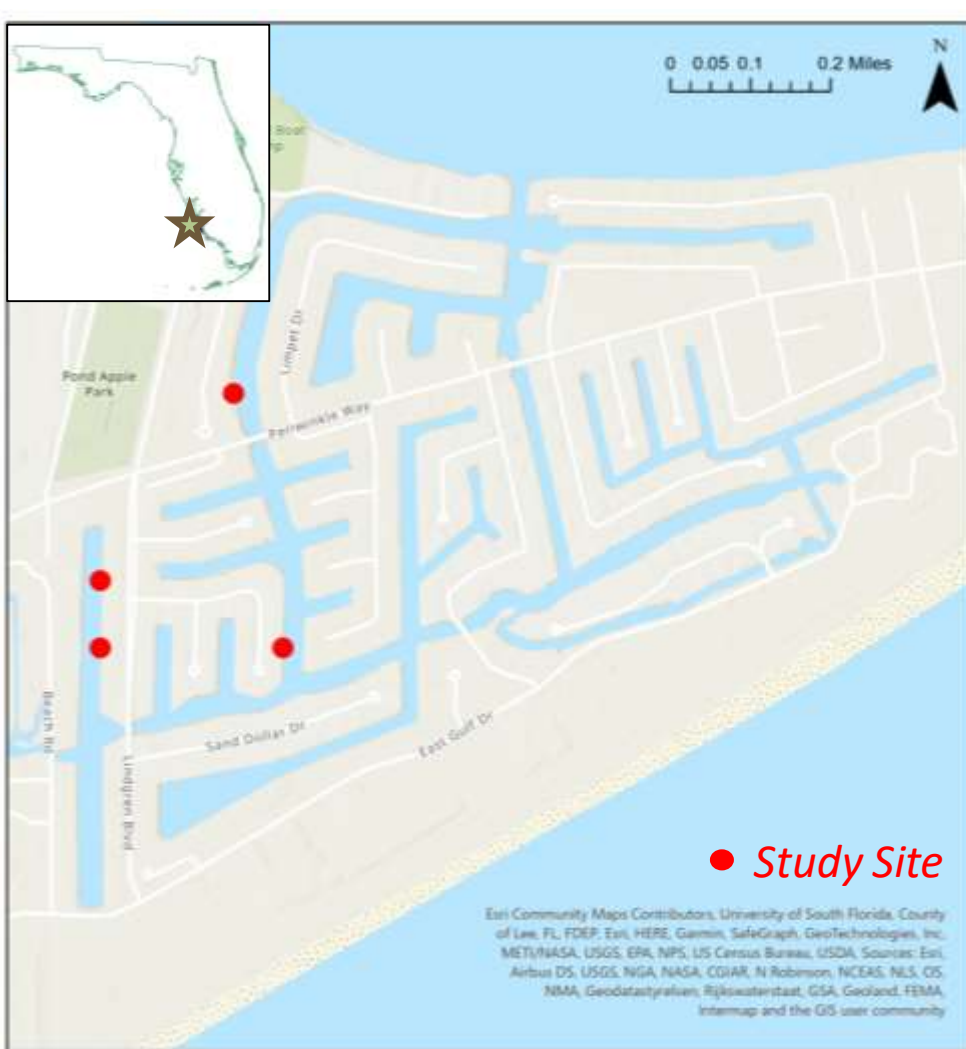 N
0 0.05 0.1 0.2 Miles
Boat
Limpet Dr
Pond Apple
Park
Periwinkle Way
Beach Rd
Lindgren Blvd
Sand Dollar Dr
East Gulf Dr
Study Site
Esri Community Maps Contributors, University of South Florida, County
of Lee, FL, FDEP, Esri, HERE, Garmin, SafeGraph, GeoTechnologies, Inc,
METI/NASA, USGS, EPA, NPS, US Census Bureau, USDA, Sources: Esri,
Airbus DS, USGS, NGA, NASA, CGIAR, N Robinson, NCEAS, NLS, OS,
NMA, Geodatastyrelsen, Rijkswaterstaat, GSA, Geoland, FEMA,
Intermap and the GIS user community